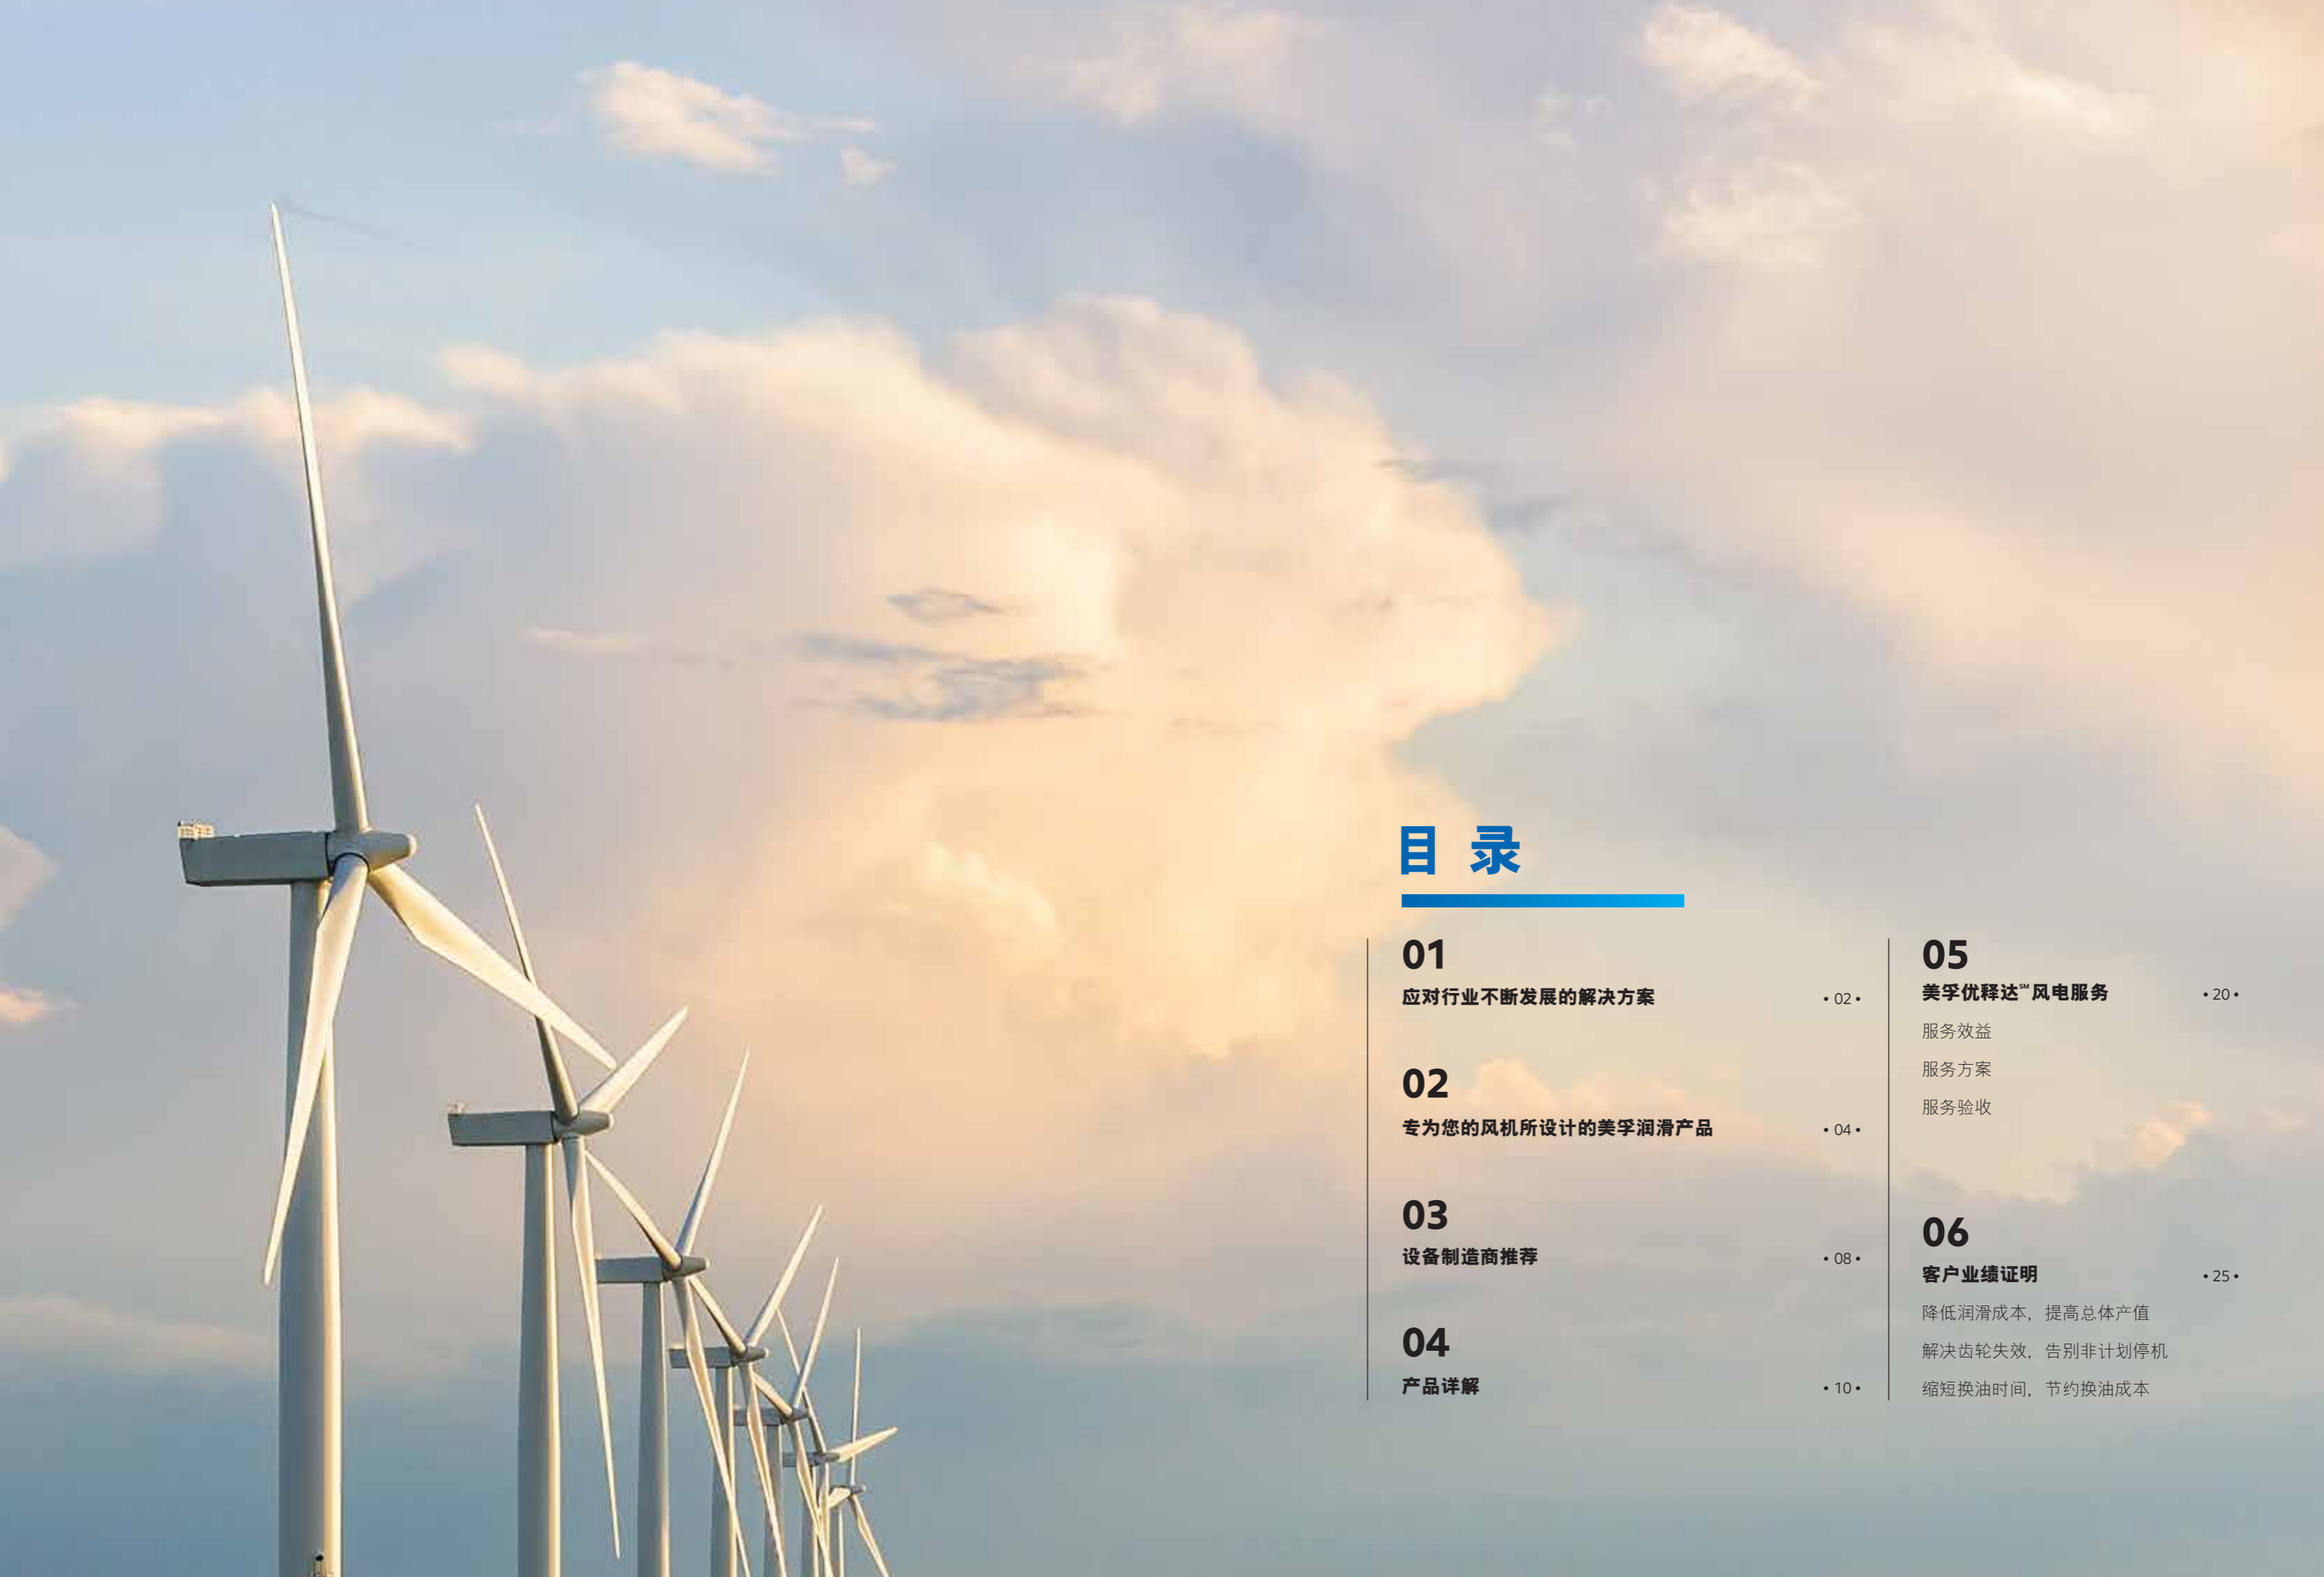 目 录
01
应对行业不断发展的解决方案 • 02 •
02
专为您的风机所设计的美孚润滑产品 • 04 •
03
设备制造商推荐 • 08 •
04
产品详解 • 10 •
05
美孚优释达℠风电服务 • 20 •
服务效益
服务方案
服务验收
06
客户业绩证明 • 25 •
降低润滑成本，提高总体产值
解决齿轮失效，告别非计划停机
缩短换油时间，节约换油成本